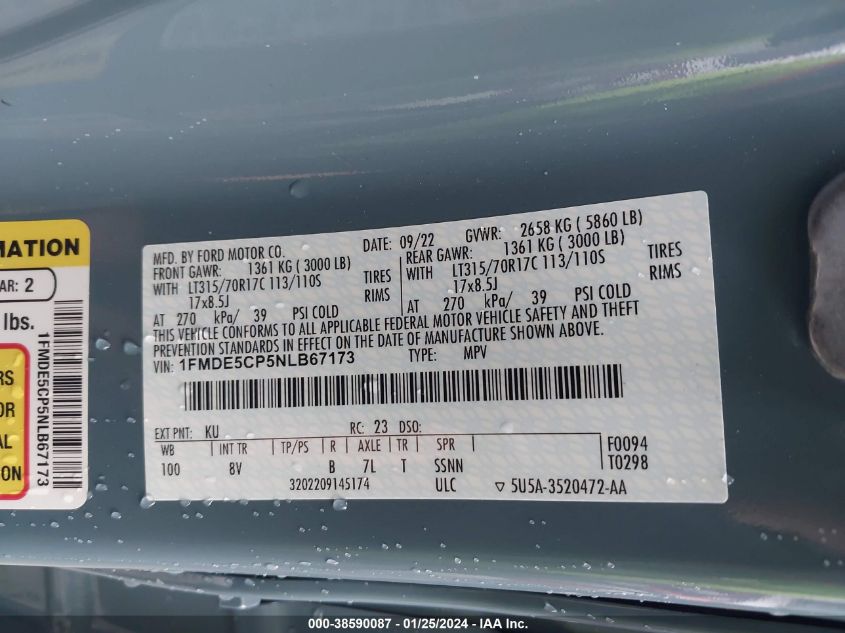 MATION
AR: 2
lbs.
RS
OR
AL
ION
1FMDE5CP5NLB67173
MFD. BY FORD MOTOR CO.
DATE: 09/22 GVWR: 2658 KG ( 5860 LB)
FRONT GAWR: 1361 KG ( 3000 LB)
WITH LT315/70R17C 113/110S TIRES
17x8.5J RIMS
AT 270 kPa/ 39 PSI COLD
REAR GAWR: 1361 KG ( 3000 LB)
WITH LT315/70R17C 113/110S TIRES
17x8.5J RIMS
AT 270 kPa/ 39 PSI COLD
THIS VEHICLE CONFORMS TO ALL APPLICABLE FEDERAL MOTOR VEHICLE SAFETY AND THEFT
PREVENTION STANDARDS IN EFFECT ON THE DATE OF MANUFACTURE SHOWN ABOVE.
VIN: 1FMDE5CP5NLB67173 TYPE: MPV
EXT PNT: KU RC: 23 DSO:
WB INT TR TP/PS R AXLE TR SPR F0094
100 8V B 7L T SSNN T0298
3202209145174 ULC ▽ 5U5A-3520472-AA
000-38590087 - 01/25/2024 - IAA Inc.